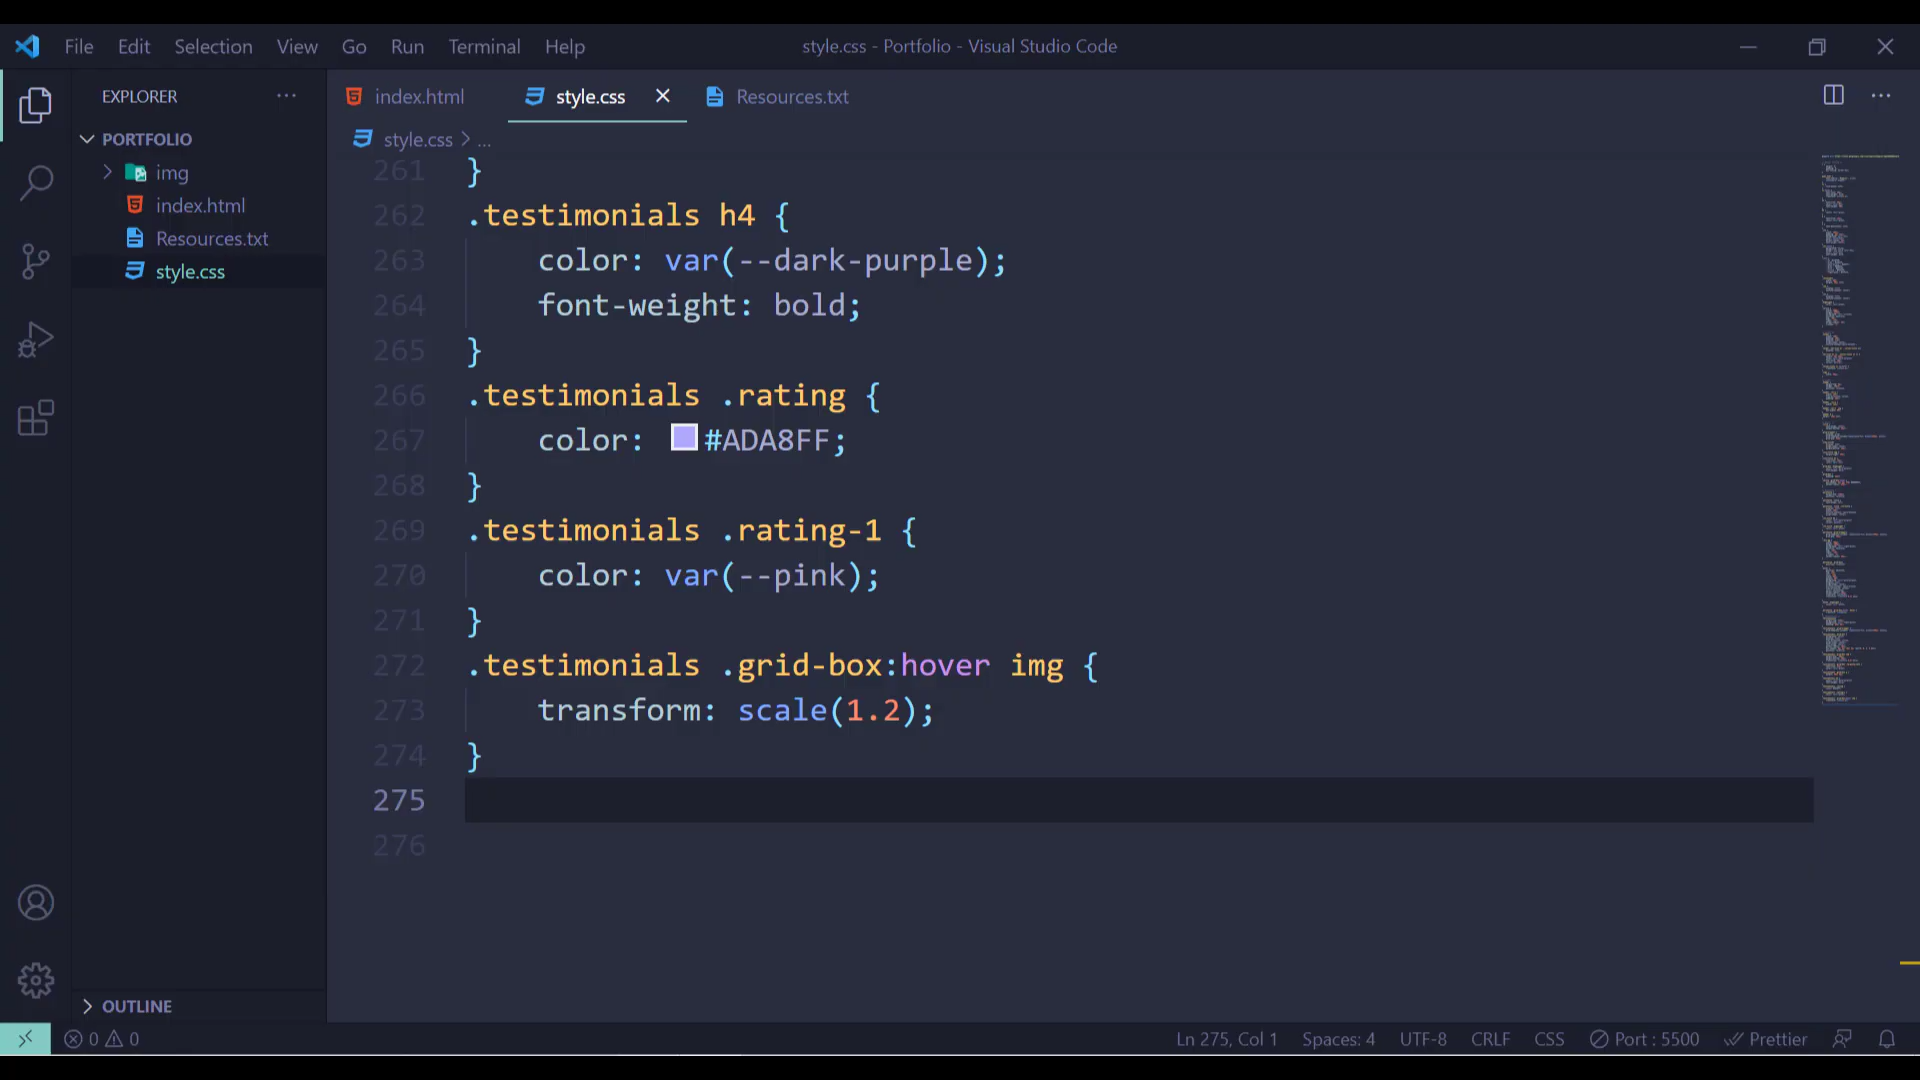 File Edit Selection View Go Run Terminal Help
style.css - Portfolio - Visual Studio Code
EXPLORER
PORTFOLIO
img
index.html
Resources.txt
style.css
OUTLINE
index.html
style.css
Resources.txt
style.css > ...
261 }
262 .testimonials h4 {
263     color: var(--dark-purple);
264     font-weight: bold;
265 }
266 .testimonials .rating {
267     color: #ADA8FF;
268 }
269 .testimonials .rating-1 {
270     color: var(--pink);
271 }
272 .testimonials .grid-box:hover img {
273     transform: scale(1.2);
274 }
275
276
0 0
Ln 275, Col 1
Spaces: 4
UTF-8
CRLF
CSS
Port : 5500
Prettier